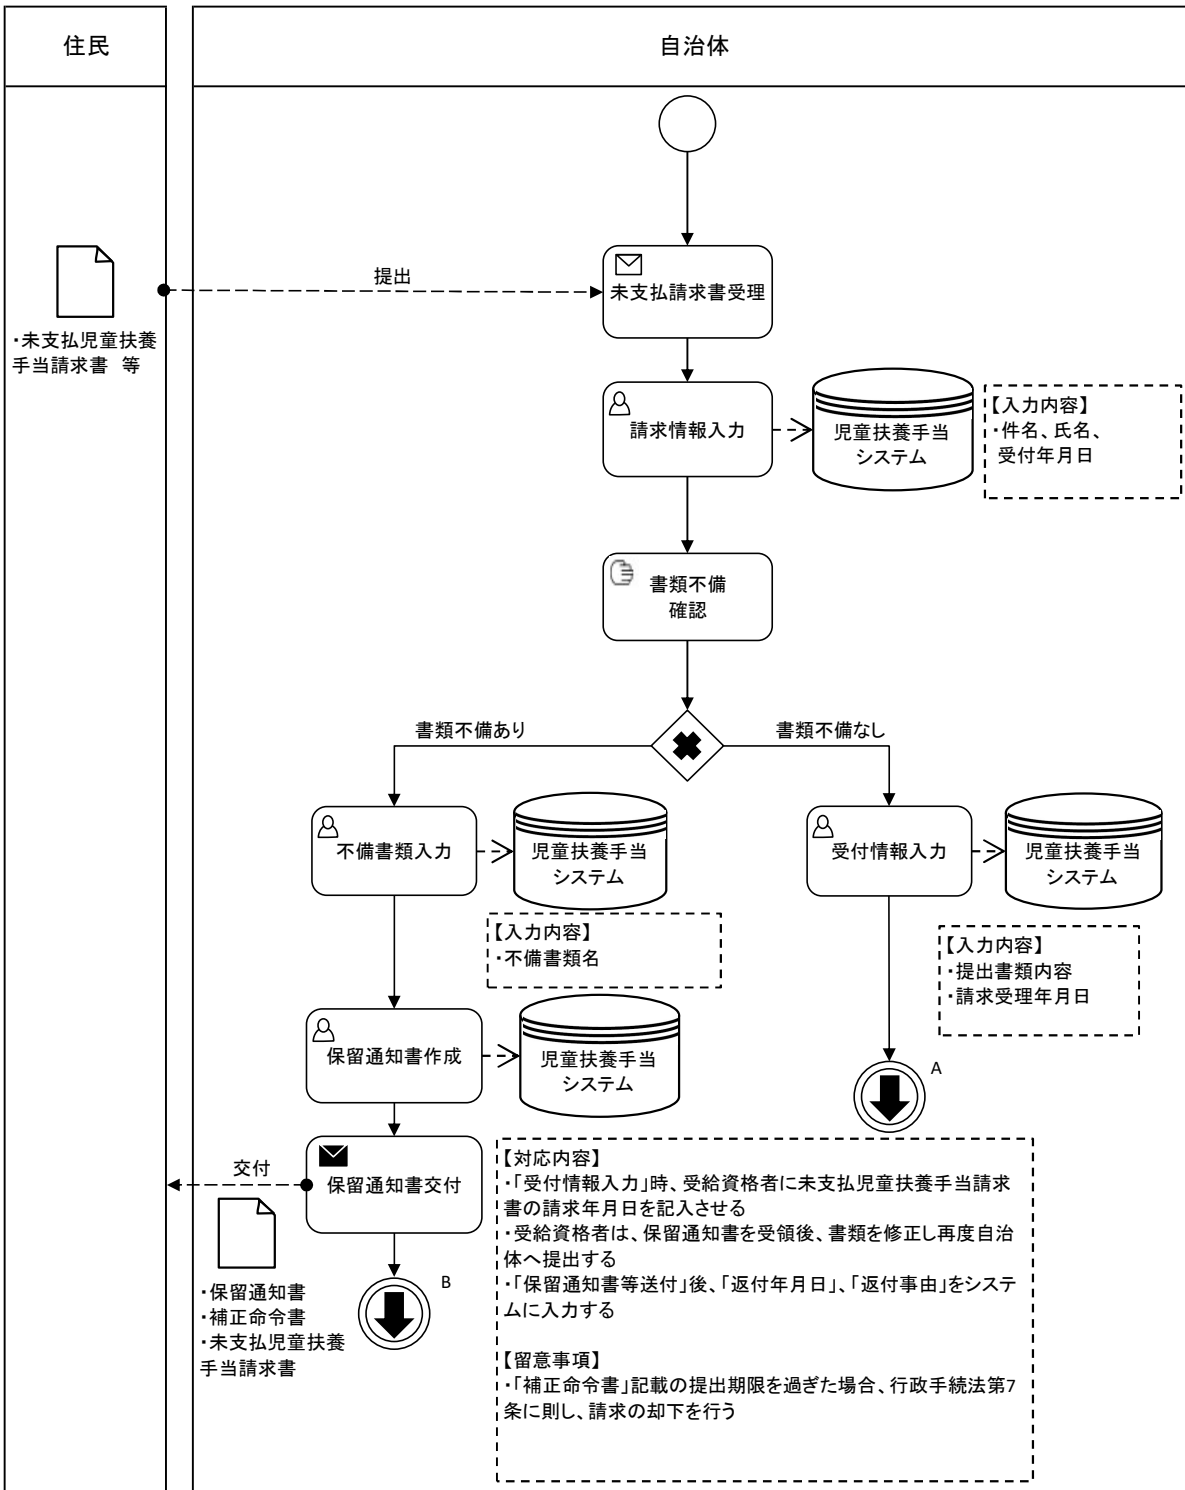 住民
自治体
提出
未支払請求書受理
・未支払児童扶養
手当請求書　等
請求情報入力
児童扶養手当
システム
【入力内容】
・件名、氏名、
受付年月日
書類不備
確認
書類不備あり
書類不備なし
不備書類入力
児童扶養手当
システム
受付情報入力
児童扶養手当
システム
【入力内容】
・不備書類名
【入力内容】
・提出書類内容
・請求受理年月日
保留通知書作成
児童扶養手当
システム
A
交付
保留通知書交付
・保留通知書
・補正命令書
・未支払児童扶養
手当請求書
B
【対応内容】
・「受付情報入力」時、受給資格者に未支払児童扶養手当請求
書の請求年月日を記入させる
・受給資格者は、保留通知書を受領後、書類を修正し再度自治
体へ提出する
・「保留通知書等送付」後、「返付年月日」、「返付事由」をシステ
ムに入力する
【留意事項】
・「補正命令書」記載の提出期限を過ぎた場合、行政手続法第7
条に則し、請求の却下を行う